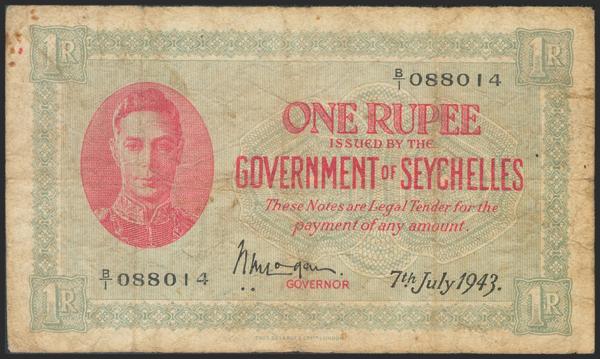 1R 1R
B/1 088014
ONE RUPEE
ISSUED BY THE
GOVERNMENT OF SEYCHELLES
These Notes are Legal Tender for the
payment of any amount.
B/1 088014
GOVERNOR
7th July 1943.
1R 1R